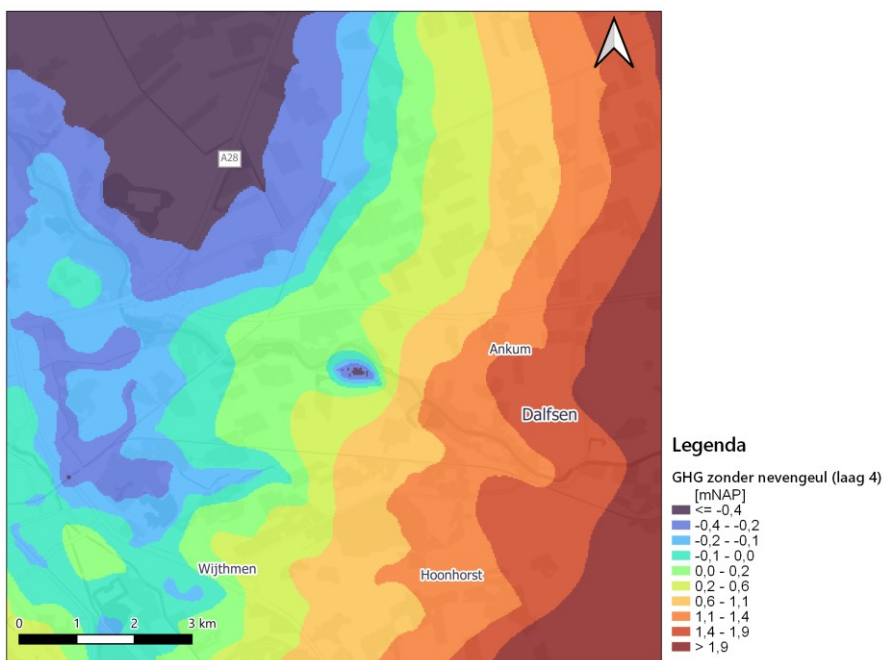 A28
Ankum
Dalfsen
Wijthmen
Hoonhorst
0 1 2 3 km
Legenda
GHG zonder nevengeul (laag 4)
[mNAP]
<= -0,4
-0,4 - -0,2
-0,2 - -0,1
-0,1 - 0,0
0,0 - 0,2
0,2 - 0,6
0,6 - 1,1
1,1 - 1,4
1,4 - 1,9
> 1,9